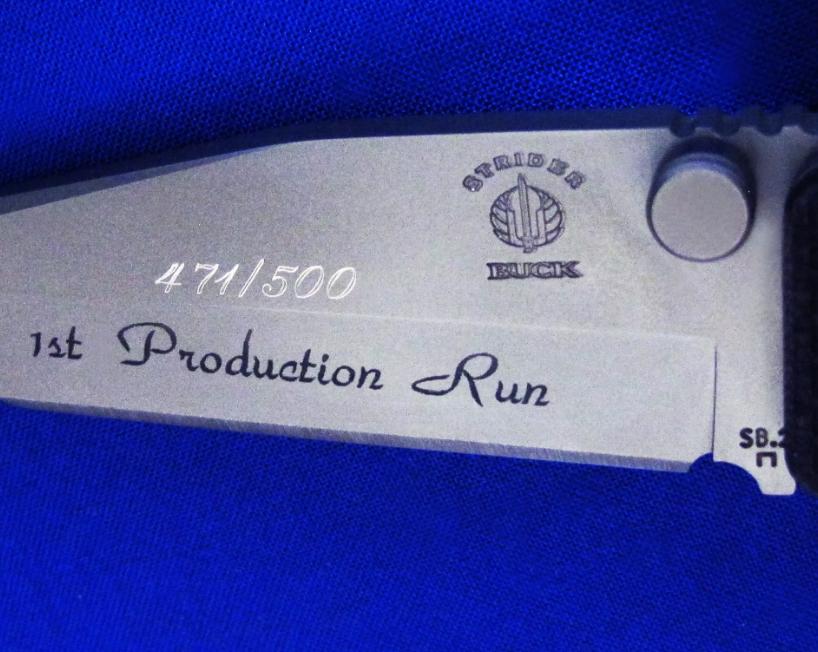 STRIDER
BUCK
471/500
1st Production Run
SB.2